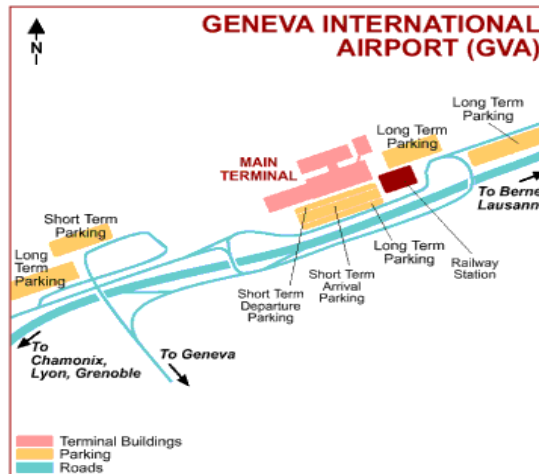 GENEVA INTERNATIONAL
AIRPORT (GVA)
N
Long Term
Parking
Long Term
Parking
MAIN
TERMINAL
To Berne
Lausann
Short Term
Parking
Long
Term
Parking
Long Term
Parking
Railway
Station
Short Term
Arrival
Parking
Short Term
Departure
Parking
To
Chamonix,
Lyon, Grenoble
To Geneva
Terminal Buildings
Parking
Roads